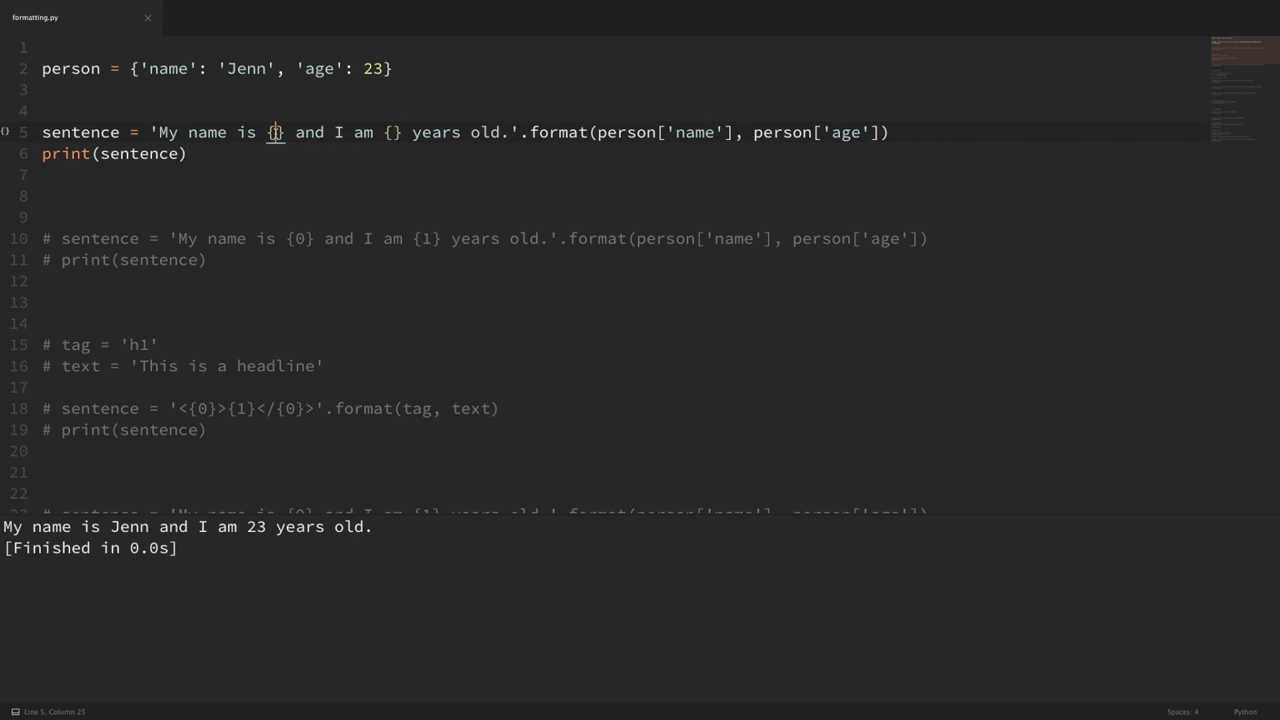 formatting.py
1
2 person = {'name': 'Jenn', 'age': 23}
3
4
5 sentence = 'My name is {} and I am {} years old.'.format(person['name'], person['age'])
6 print(sentence)
7
8
9
10 # sentence = 'My name is {0} and I am {1} years old.'.format(person['name'], person['age'])
11 # print(sentence)
12
13
14
15 # tag = 'h1'
16 # text = 'This is a headline'
17
18 # sentence = '<{0}>{1}</{0}>'.format(tag, text)
19 # print(sentence)
20
21
22
My name is Jenn and I am 23 years old.
[Finished in 0.0s]
Line 5, Column 25
Spaces: 4
Python